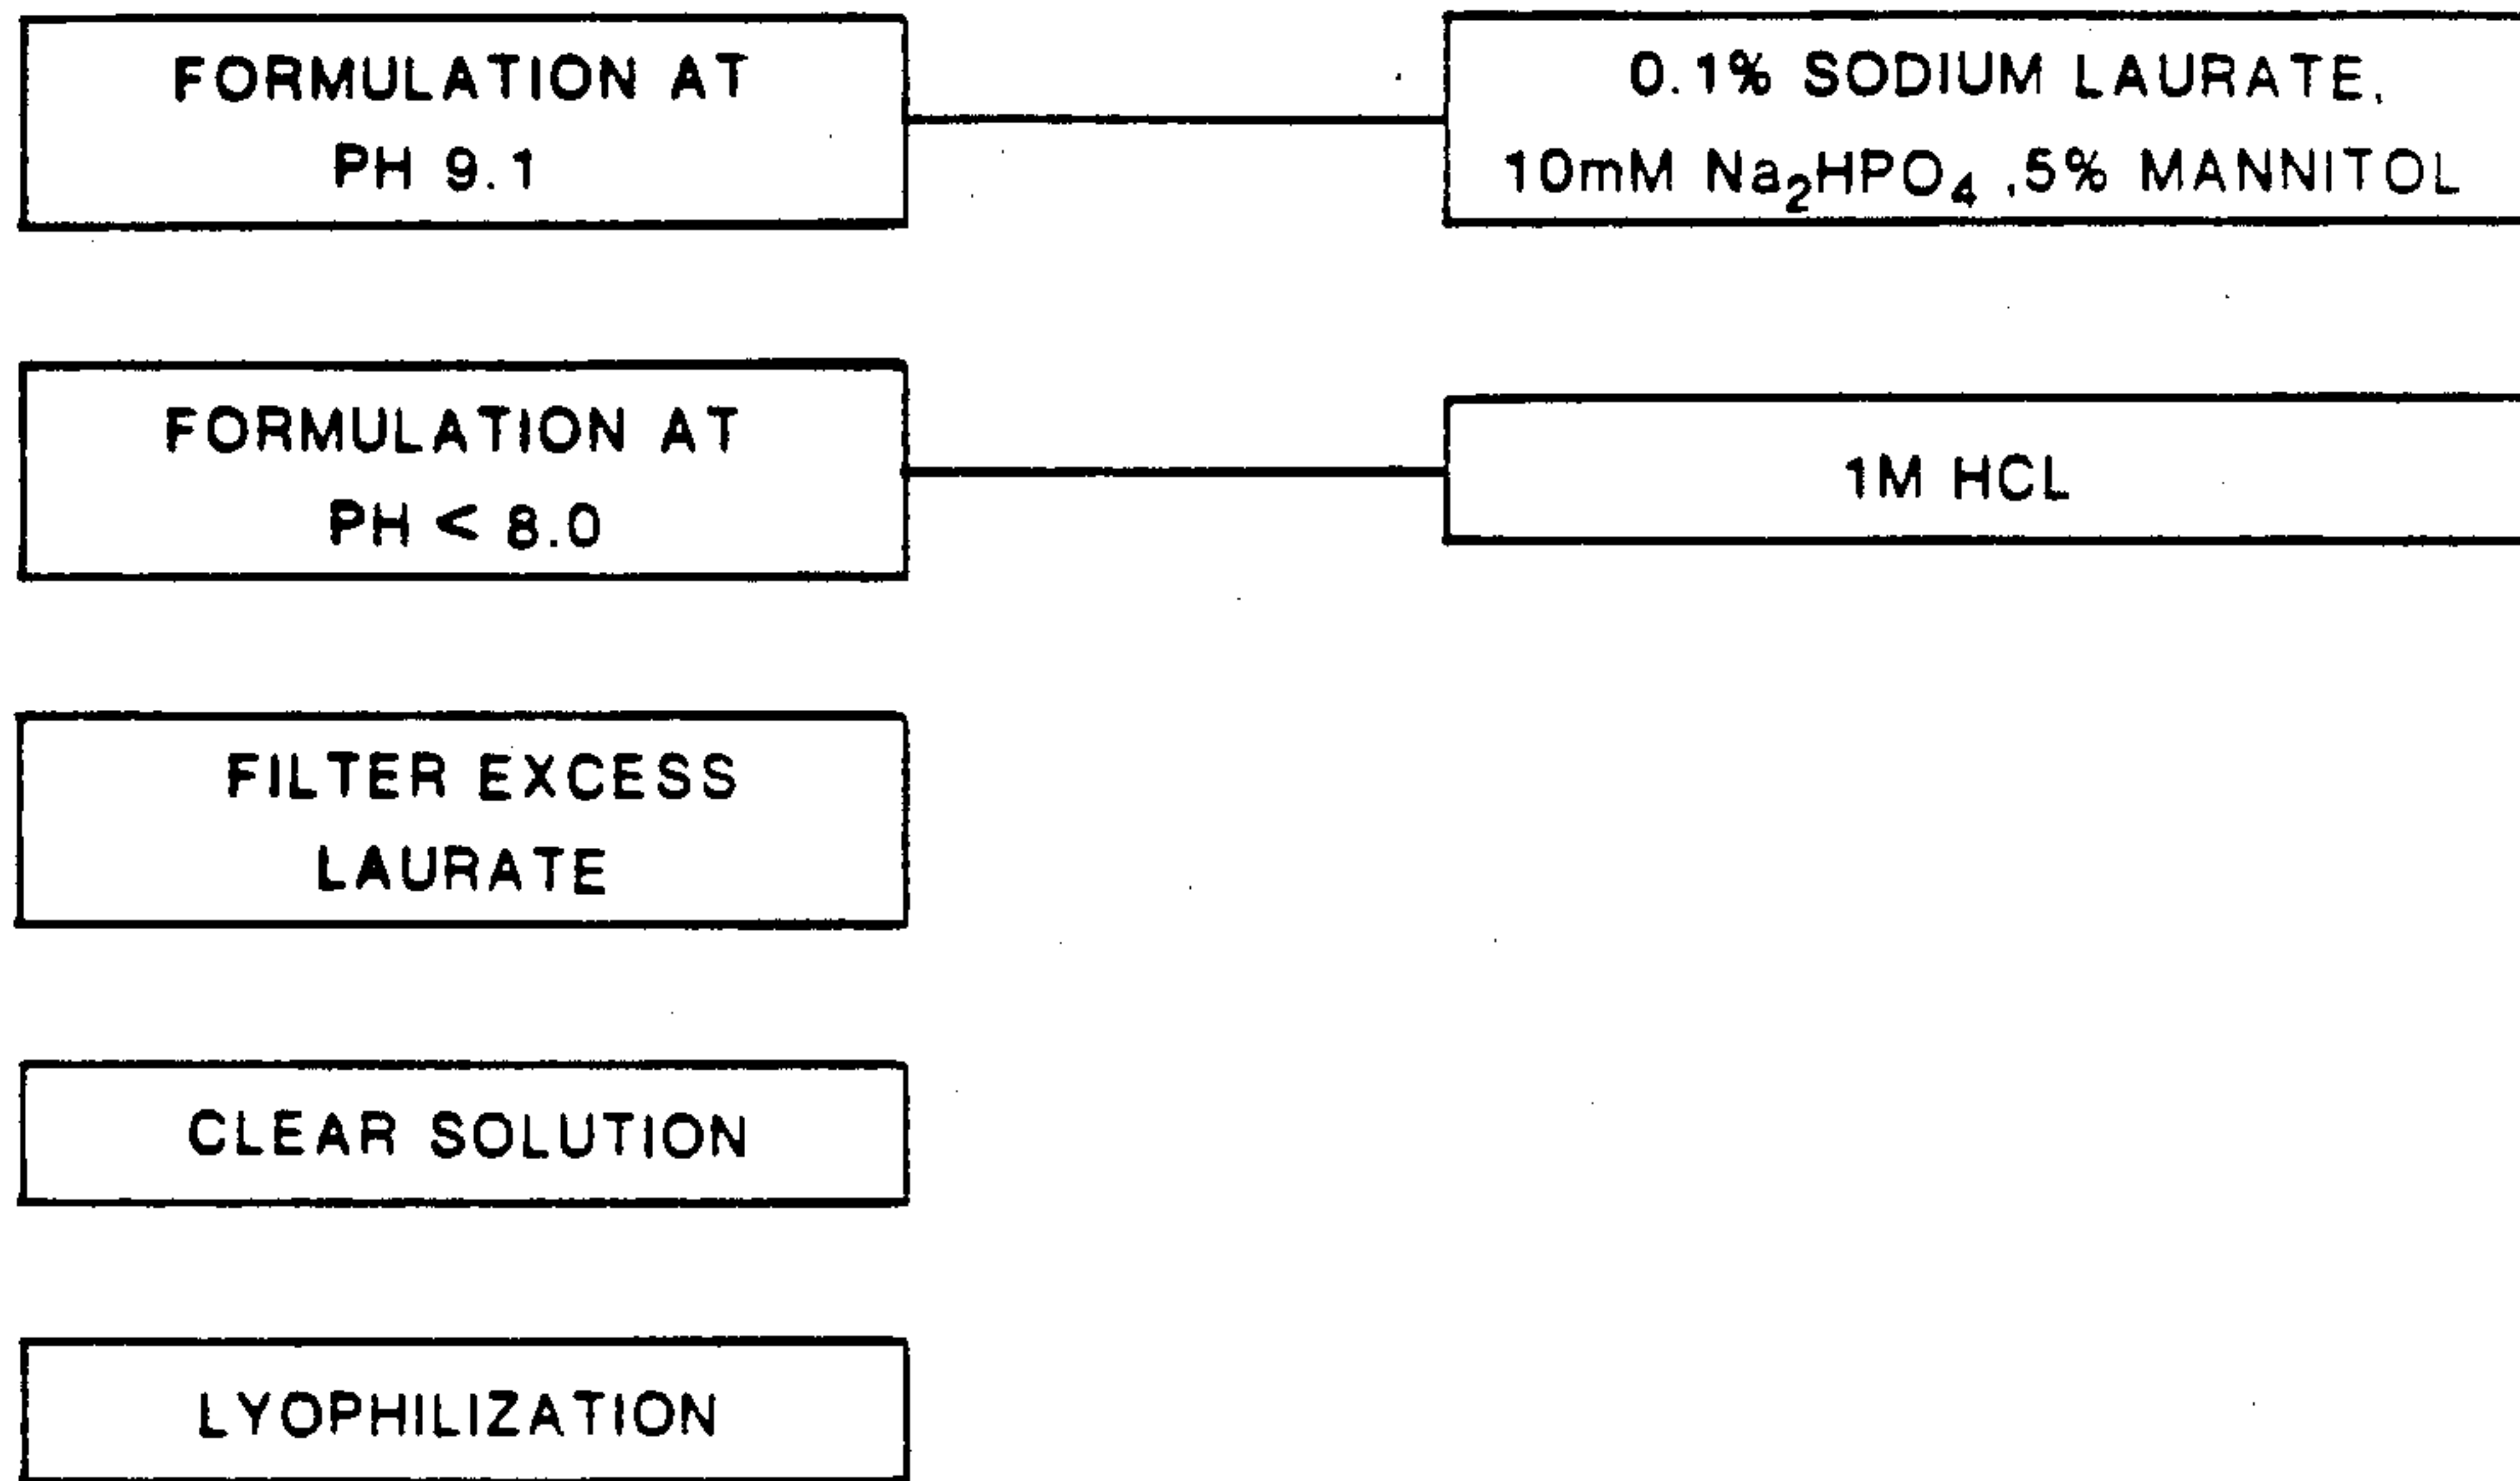 FORMULATION AT
PH 9.1
0.1% SODIUM LAURATE,
10mM Na₂HPO₄ ,5% MANNITOL
FORMULATION AT
PH < 8.0
1M HCL
FILTER EXCESS
LAURATE
CLEAR SOLUTION
LYOPHILIZATION